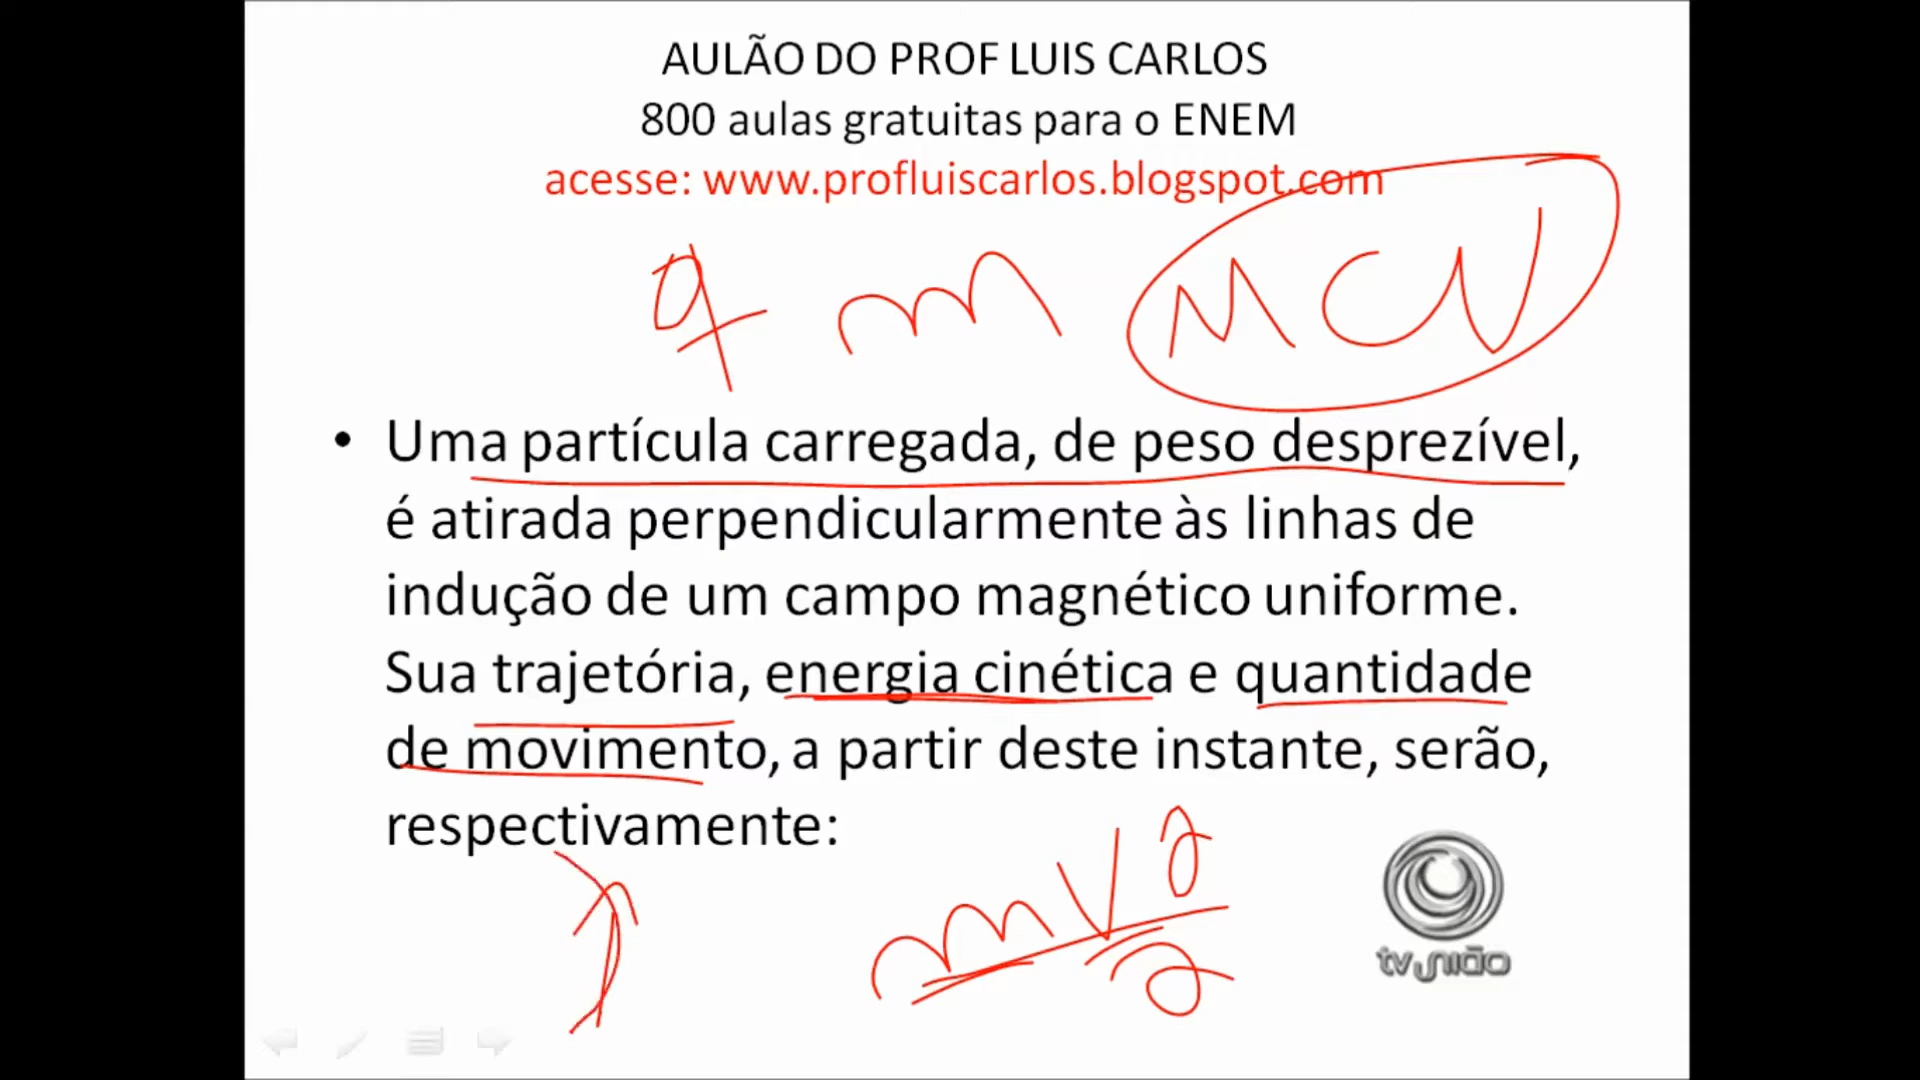 AULÃO DO PROF LUIS CARLOS
800 aulas gratuitas para o ENEM
acesse: www.profluiscarlos.blogspot.com
q m MCU
• Uma partícula carregada, de peso desprezível,
é atirada perpendicularmente às linhas de
indução de um campo magnético uniforme.
Sua trajetória, energia cinética e quantidade
de movimento, a partir deste instante, serão,
respectivamente:
mV²
2
tv união